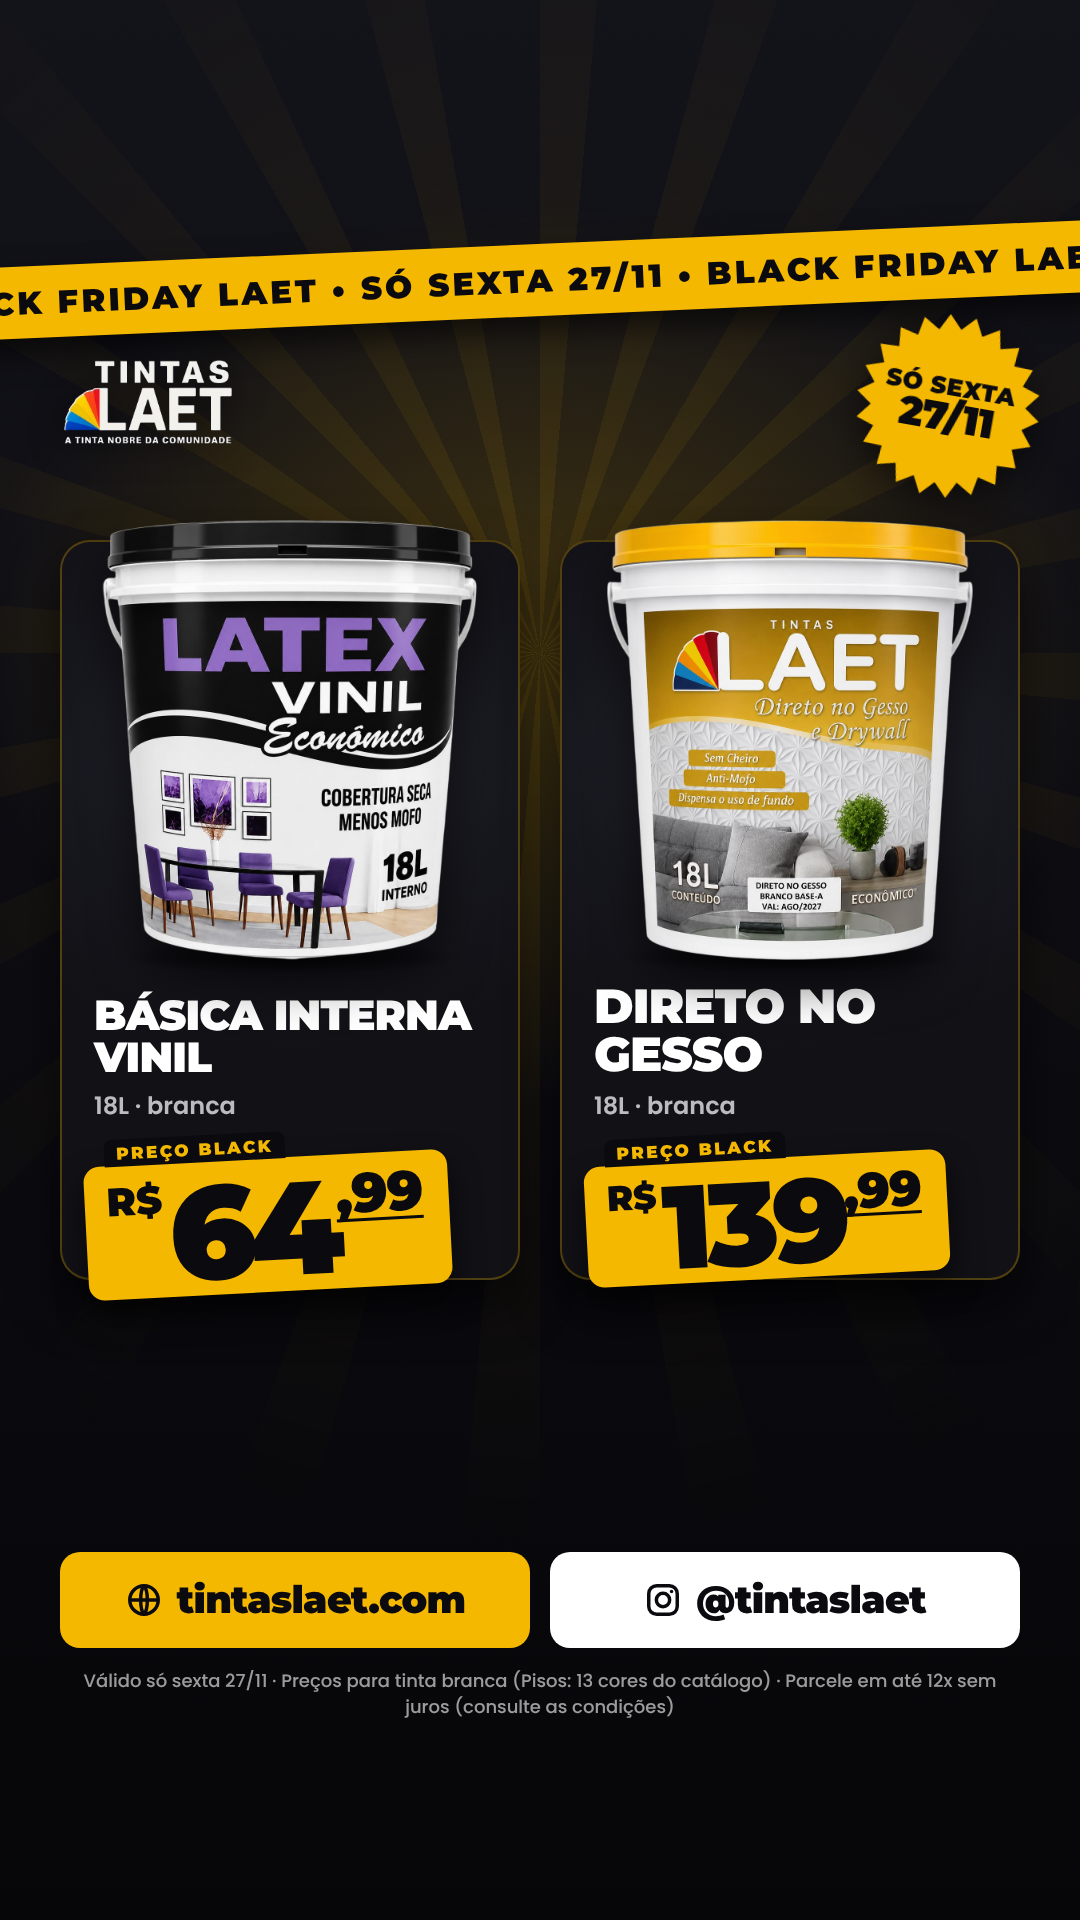 CK FRIDAY LAET • SÓ SEXTA 27/11 • BLACK FRIDAY LAE
TINTAS
LAET
A TINTA NOBRE DA COMUNIDADE
SÓ SEXTA
27/11
LATEX
VINIL
Econômico
COBERTURA SECA
MENOS MOFO
18L
INTERNO
TINTAS
LAET
Direto no Gesso
e Drywall
Sem Cheiro
Anti-Mofo
Dispensa o uso de fundo
18L
CONTEÚDO
DIRETO NO GESSO
BRANCO BASE-A
VAL: AGO/2027
ECONÔMICO
BÁSICA INTERNA
VINIL
18L · branca
PREÇO BLACK
R$ 64,99
DIRETO NO
GESSO
18L · branca
PREÇO BLACK
R$ 139,99
tintaslaet.com
@tintaslaet
Válido só sexta 27/11 · Preços para tinta branca (Pisos: 13 cores do catálogo) · Parcele em até 12x sem
juros (consulte as condições)